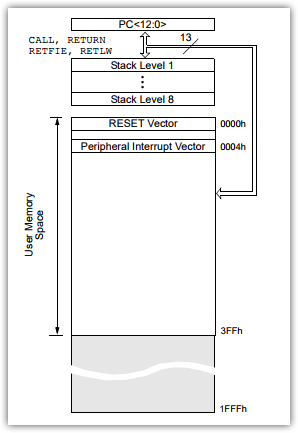 PC<12:0>
CALL, RETURN
RETFIE, RETLW
13
Stack Level 1
Stack Level 8
RESET Vector
0000h
Peripheral Interrupt Vector
0004h
User Memory
Space
3FFh
1FFFh